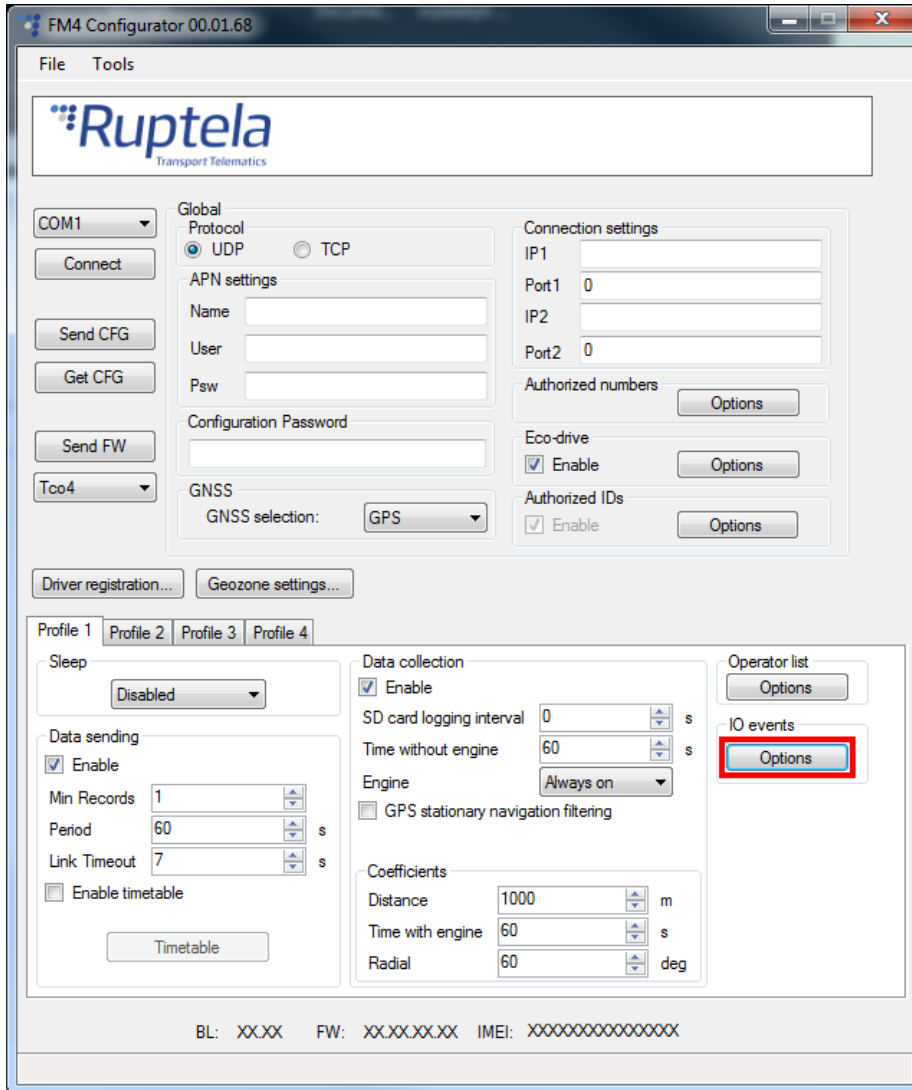 FM4 Configurator 00.01.68
File Tools
Ruptela
Transport Telematics
COM1
Connect
Send CFG
Get CFG
Send FW
Tco4
Global
Protocol
UDP TCP
APN settings
Name
User
Psw
Configuration Password
GNSS
GNSS selection: GPS
Connection settings
IP1
Port1 0
IP2
Port2 0
Authorized numbers
Options
Eco-drive
Enable Options
Authorized IDs
Enable Options
Driver registration... Geozone settings...
Profile 1 Profile 2 Profile 3 Profile 4
Sleep
Disabled
Data sending
Enable
Min Records 1
Period 60 s
Link Timeout 7 s
Enable timetable
Timetable
Data collection
Enable
SD card logging interval 0 s
Time without engine 60 s
Engine Always on
GPS stationary navigation filtering
Coefficients
Distance 1000 m
Time with engine 60 s
Radial 60 deg
Operator list
Options
IO events
Options
BL: XX.XX FW: XX.XX.XX.XX IMEI: XXXXXXXXXXXXXXX